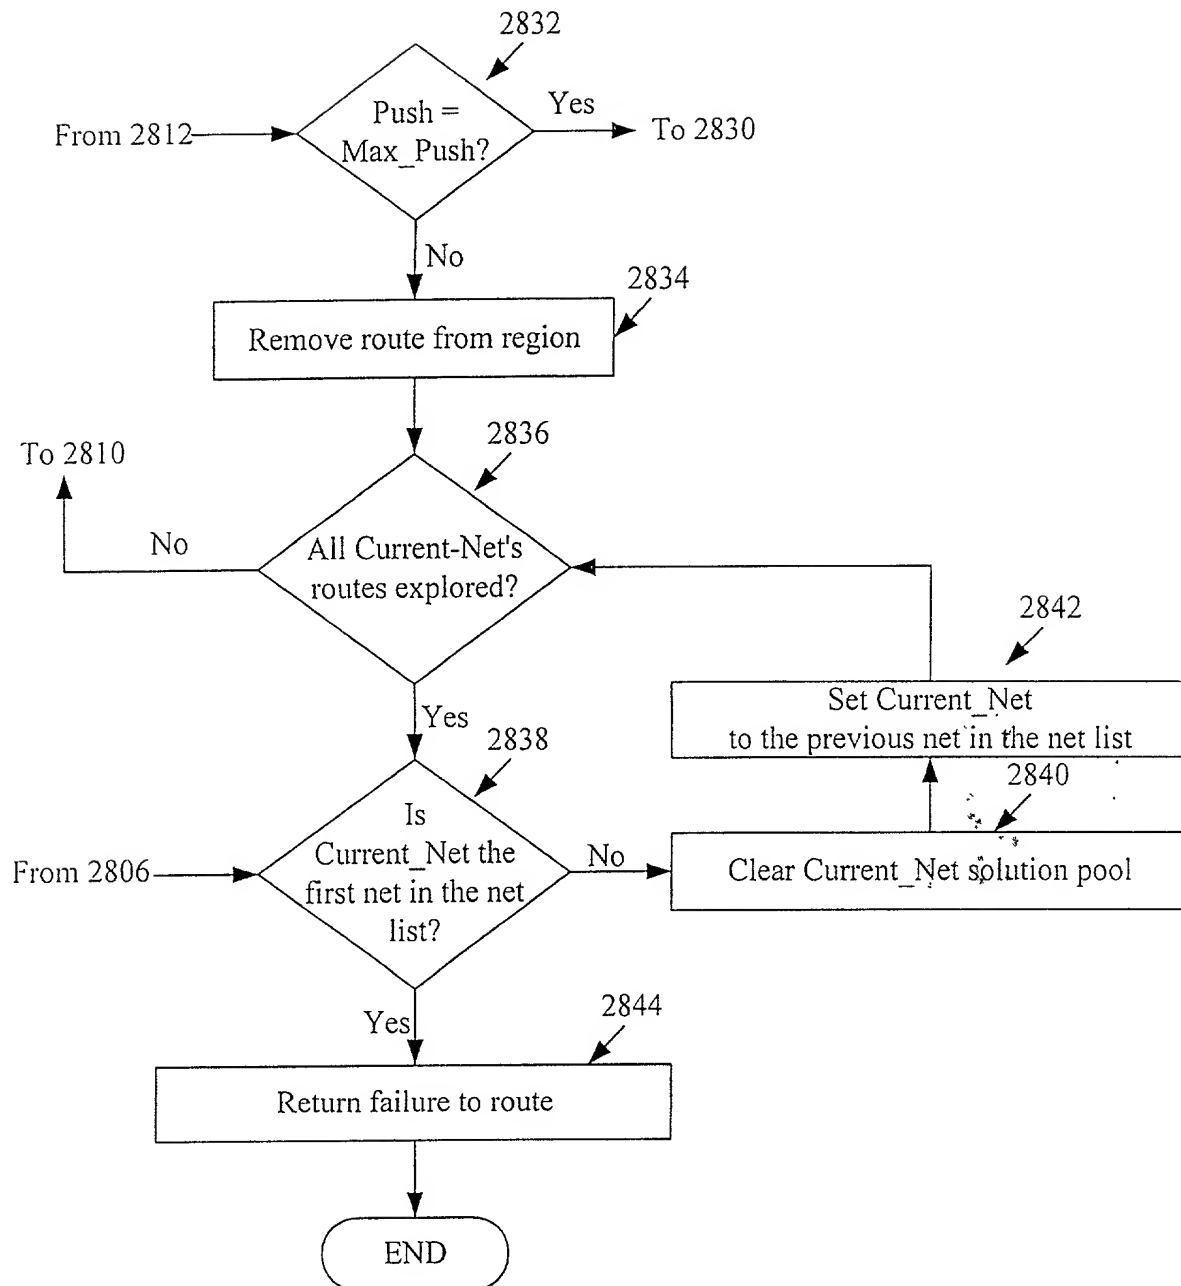 2832
Push =
Max_Push?
Yes
From 2812
To 2830
No
2834
Remove route from region
2836
To 2810
No
All Current-Net's
routes explored?
2842
Set Current_Net
to the previous net in the net list
Yes
2838
2840
Is
Current_Net the
first net in the net
list?
From 2806
No
Clear Current_Net solution pool
Yes
2844
Return failure to route
END